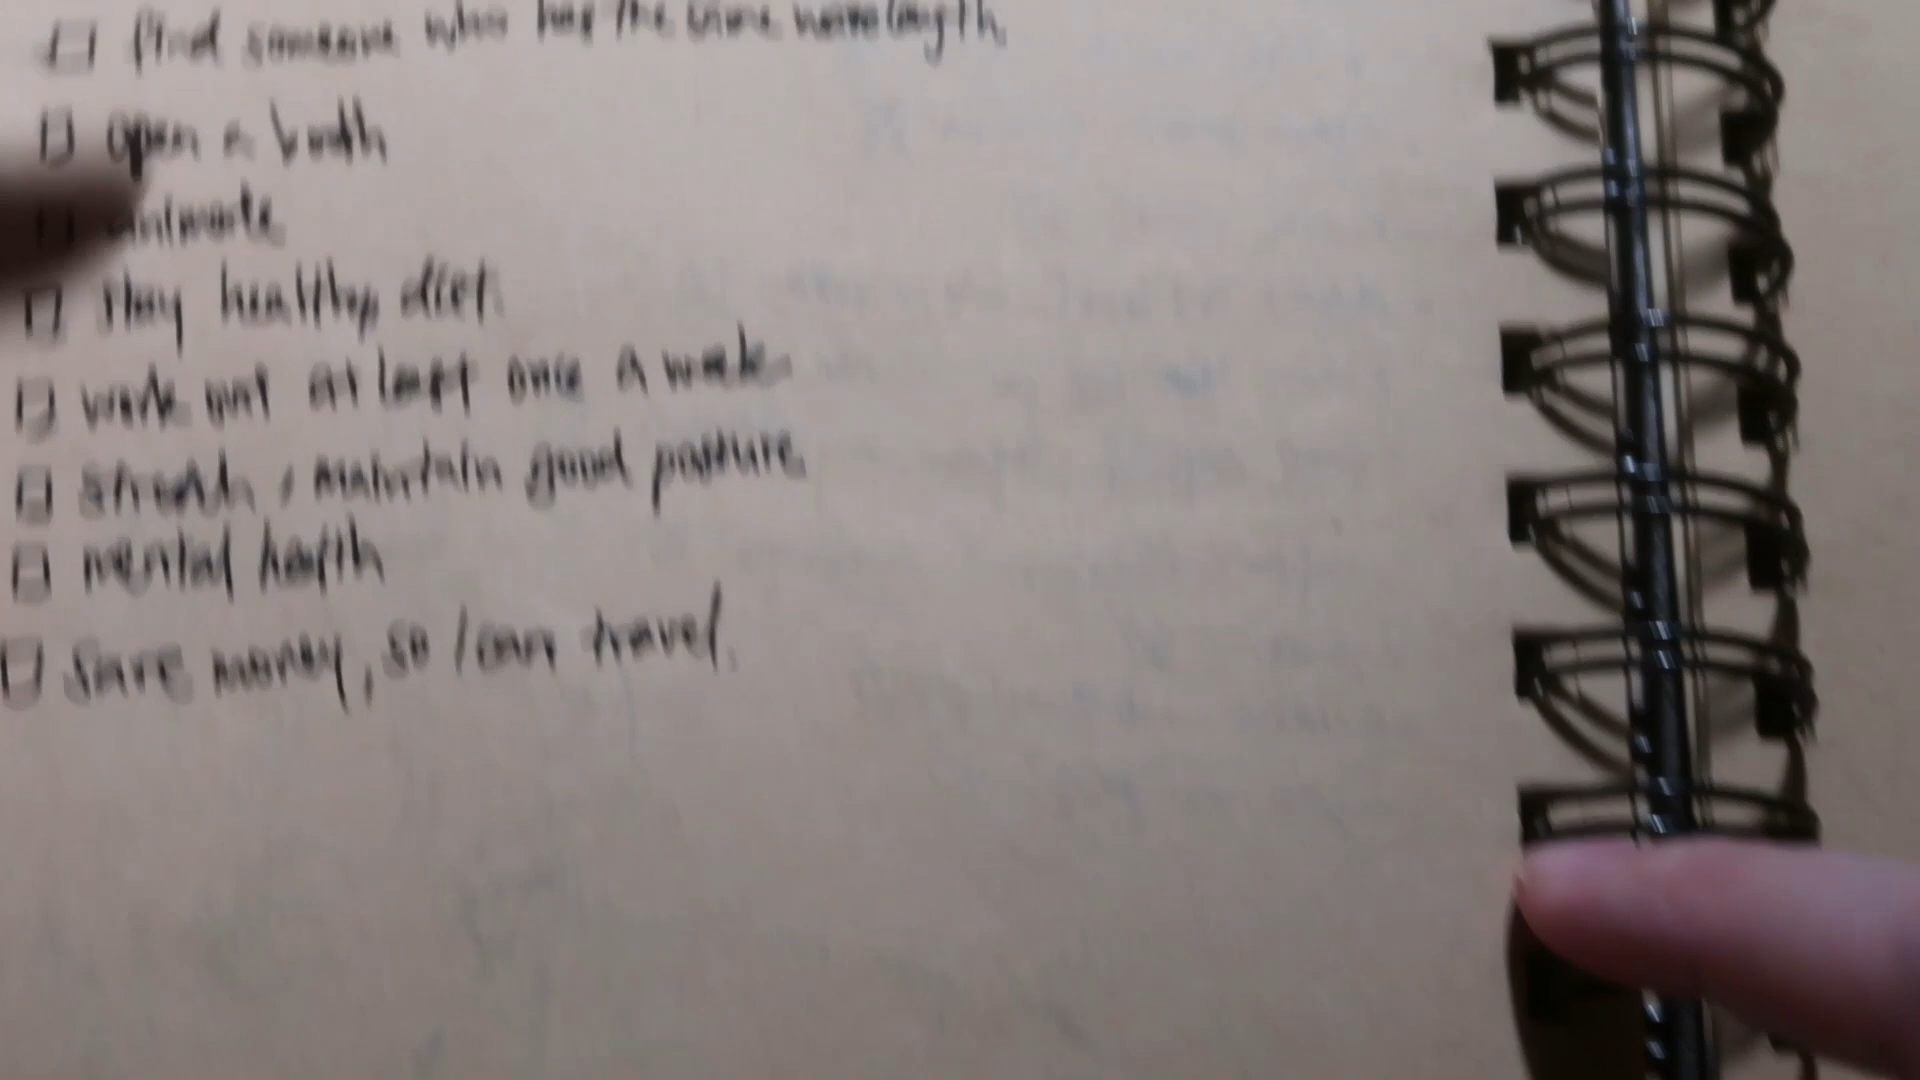 □ find someone who has the same wavelength
□ open a booth
□ animate
□ stay healthy diet.
□ work out at least once a week
□ stretch / maintain good posture
□ mental health
□ save money, so I can travel.